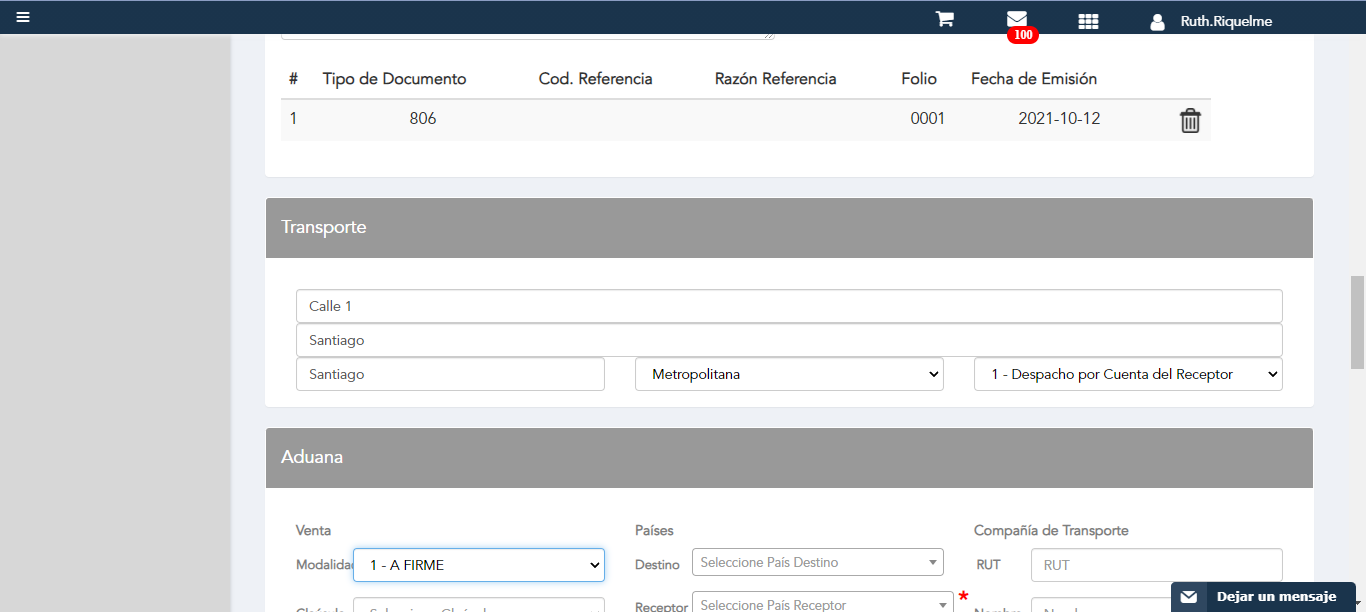 100
Ruth.Riquelme
# Tipo de Documento Cod. Referencia Razón Referencia Folio Fecha de Emisión
1 806 0001 2021-10-12
Transporte
Calle 1
Santiago
Santiago Metropolitana 1 - Despacho por Cuenta del Receptor
Aduana
Venta Países Compañía de Transporte
Modalidad 1 - A FIRME Destino Seleccione País Destino RUT RUT
Receptor Seleccione País Receptor *
Dejar un mensaje